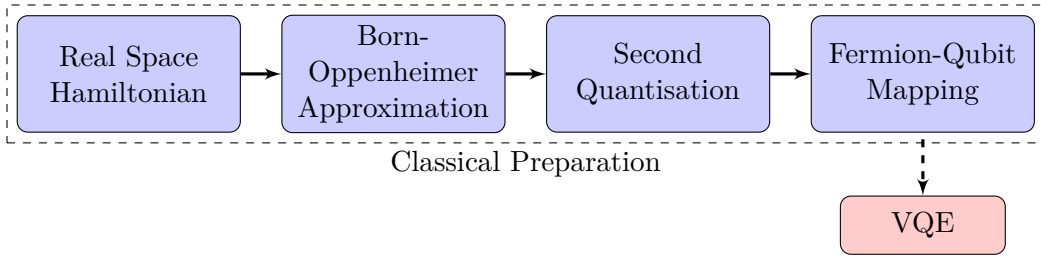 Real Space
Hamiltonian
Born-
Oppenheimer
Approximation
Second
Quantisation
Fermion-Qubit
Mapping
Classical Preparation
VQE